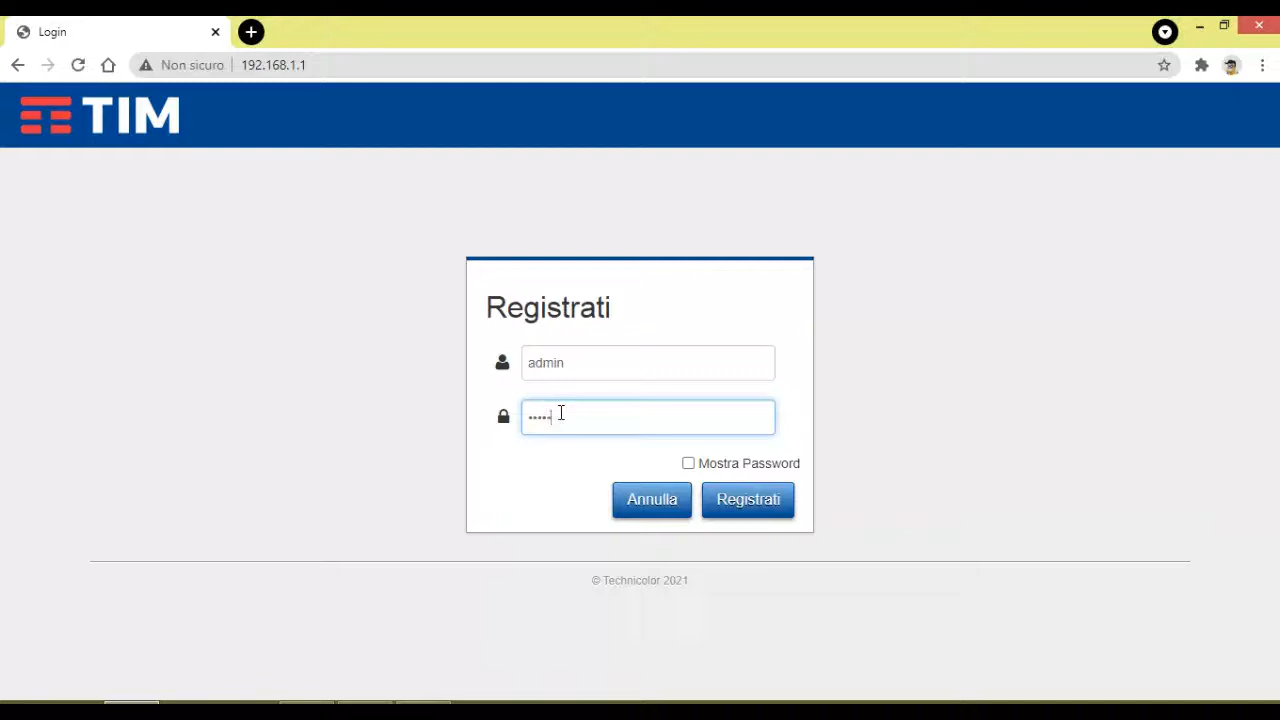 Login
Non sicuro
192.168.1.1
TIM
Registrati
admin
•••••
Mostra Password
Annulla
Registrati
© Technicolor 2021